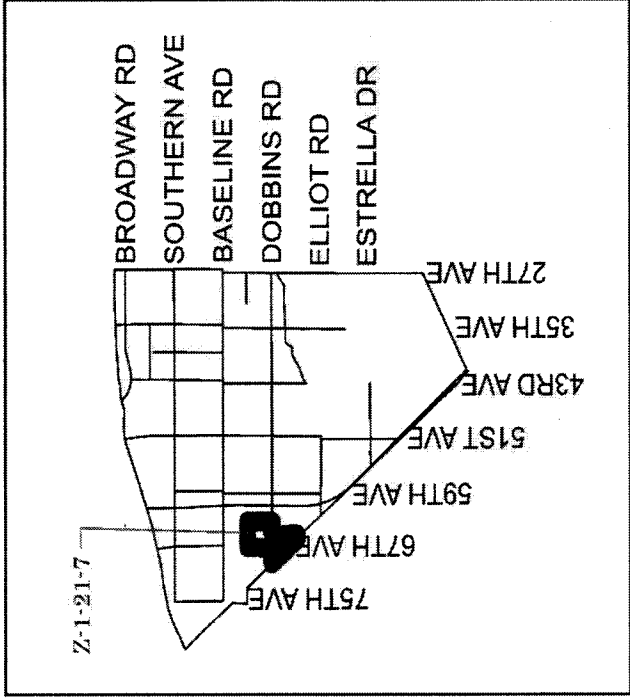 Z-1-21-7
BROADWAY RD
SOUTHERN AVE
BASELINE RD
DOBBINS RD
ELLIOT RD
ESTRELLA DR
75TH AVE
67TH AVE
59TH AVE
51ST AVE
43RD AVE
35TH AVE
27TH AVE